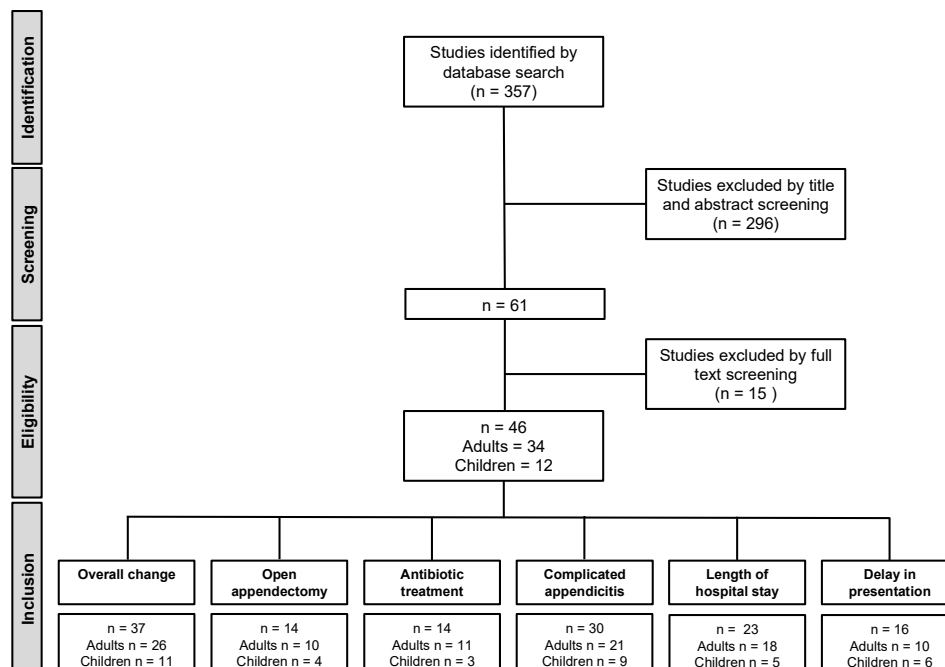 Identification
Studies identified by
database search
(n = 357)
Screening
Studies excluded by title
and abstract screening
(n = 296)
n = 61
Eligibility
Studies excluded by full
text screening
(n = 15 )
n = 46
Adults = 34
Children = 12
Inclusion
Overall change
n = 37
Adults n = 26
Children n = 11
Open
appendectomy
n = 14
Adults n = 10
Children n = 4
Antibiotic
treatment
n = 14
Adults n = 11
Children n = 3
Complicated
appendicitis
n = 30
Adults n = 21
Children n = 9
Length of
hospital stay
n = 23
Adults n = 18
Children n = 5
Delay in
presentation
n = 16
Adults n = 10
Children n = 6